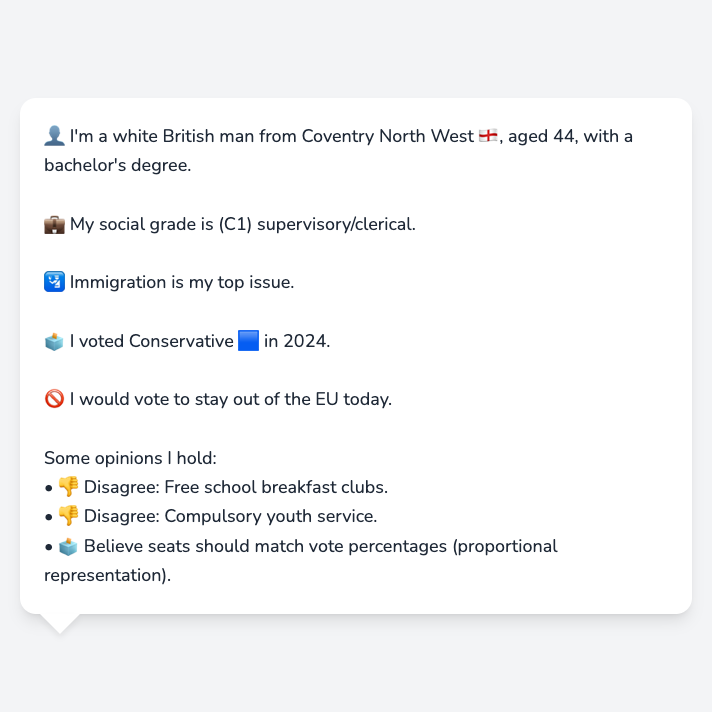 👤 I'm a white British man from Coventry North West 🏴󠁧󠁢󠁥󠁮󠁧󠁿, aged 44, with a
bachelor's degree.
💼 My social grade is (C1) supervisory/clerical.
🛂 Immigration is my top issue.
🗳️ I voted Conservative 🟦 in 2024.
🚫 I would vote to stay out of the EU today.
Some opinions I hold:
• 👎 Disagree: Free school breakfast clubs.
• 👎 Disagree: Compulsory youth service.
• 🗳️ Believe seats should match vote percentages (proportional
representation).